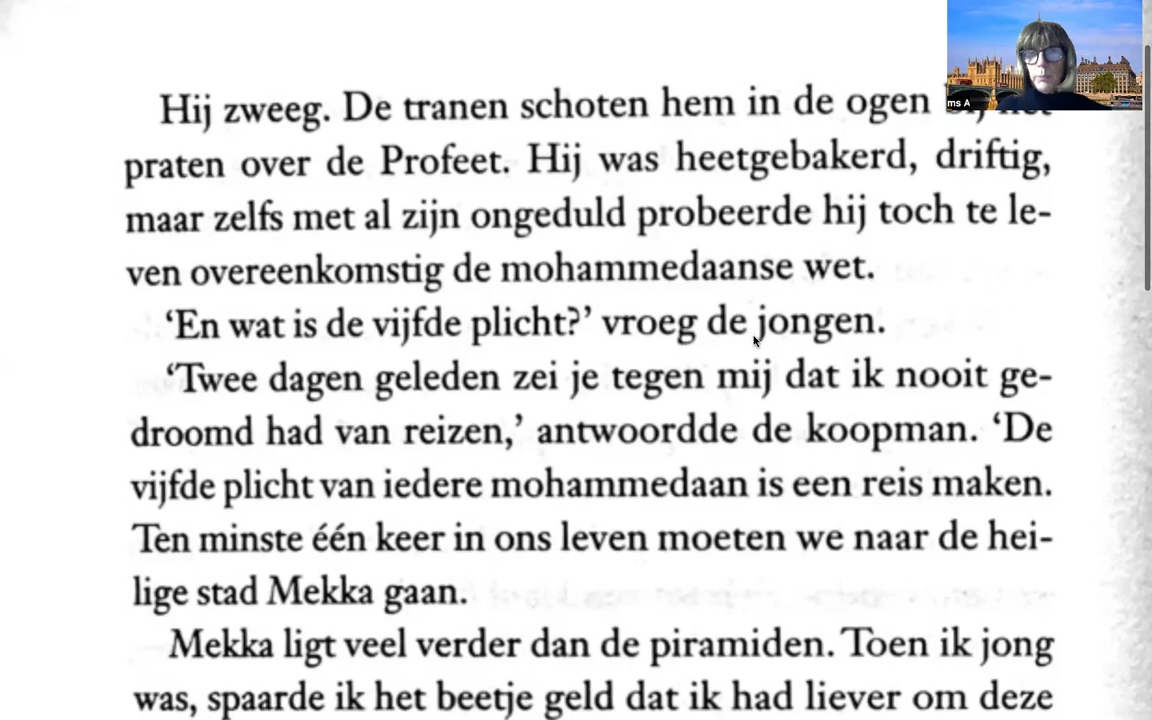 Hij zweeg. De tranen schoten hem in de ogen
praten over de Profeet. Hij was heetgebakerd, driftig,
maar zelfs met al zijn ongeduld probeerde hij toch te le-
ven overeenkomstig de mohammedaanse wet.
‘En wat is de vijfde plicht?’ vroeg de jongen.
‘Twee dagen geleden zei je tegen mij dat ik nooit ge-
droomd had van reizen,’ antwoordde de koopman. ‘De
vijfde plicht van iedere mohammedaan is een reis maken.
Ten minste één keer in ons leven moeten we naar de hei-
lige stad Mekka gaan.
Mekka ligt veel verder dan de piramiden. Toen ik jong
was, spaarde ik het beetje geld dat ik had liever om deze
ms A